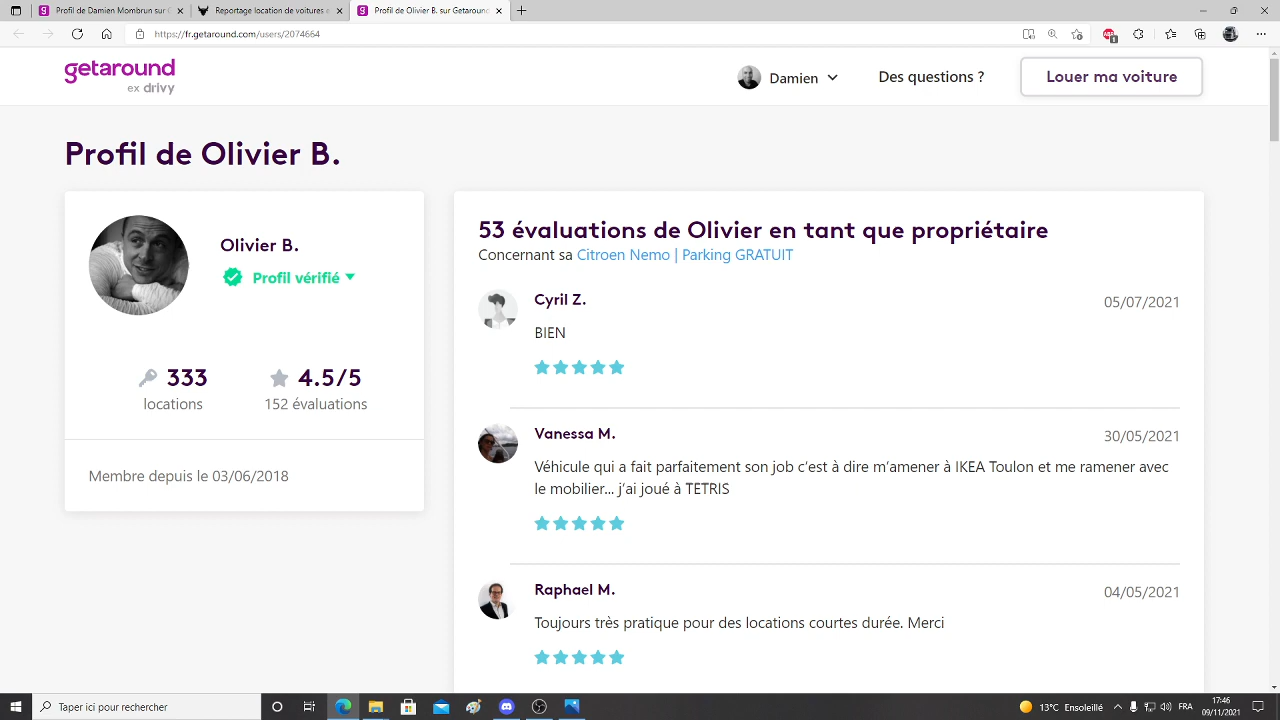 Profil de Damien Mombrun sur
Reportage location de voitures e
Profil de Olivier B. sur Getaroun
https://fr.getaround.com/users/2074664
getaround
ex drivy
Damien
Des questions ?
Louer ma voiture
Profil de Olivier B.
Olivier B.
Profil vérifié
333
locations
4.5/5
152 évaluations
Membre depuis le 03/06/2018
53 évaluations de Olivier en tant que propriétaire
Concernant sa Citroen Nemo | Parking GRATUIT
Cyril Z.
05/07/2021
BIEN
Vanessa M.
30/05/2021
Véhicule qui a fait parfaitement son job c’est à dire m’amener à IKEA Toulon et me ramener avec
le mobilier... j’ai joué à TETRIS
Raphael M.
04/05/2021
Toujours très pratique pour des locations courtes durée. Merci
Taper ici pour rechercher
13°C Ensoleillé
FRA
17:46
09/11/2021